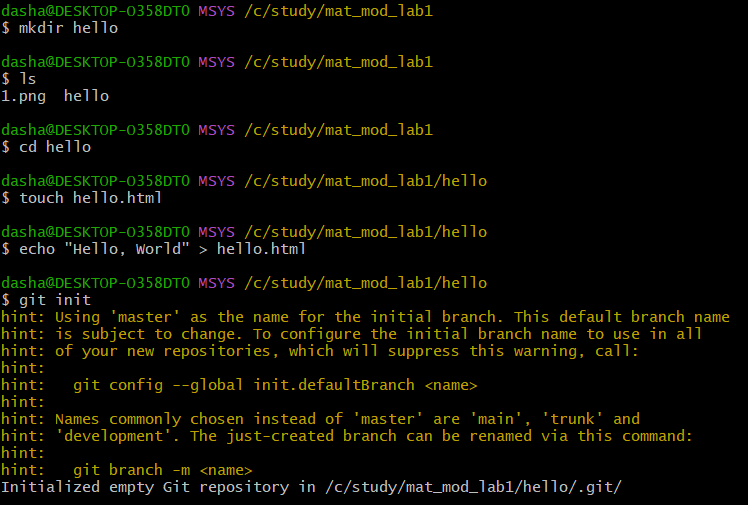 dasha@DESKTOP-O358DT0 MSYS /c/study/mat_mod_lab1
$ mkdir hello
dasha@DESKTOP-O358DT0 MSYS /c/study/mat_mod_lab1
$ ls
1.png  hello
dasha@DESKTOP-O358DT0 MSYS /c/study/mat_mod_lab1
$ cd hello
dasha@DESKTOP-O358DT0 MSYS /c/study/mat_mod_lab1/hello
$ touch hello.html
dasha@DESKTOP-O358DT0 MSYS /c/study/mat_mod_lab1/hello
$ echo "Hello, World" > hello.html
dasha@DESKTOP-O358DT0 MSYS /c/study/mat_mod_lab1/hello
$ git init
hint: Using 'master' as the name for the initial branch. This default branch name
hint: is subject to change. To configure the initial branch name to use in all
hint: of your new repositories, which will suppress this warning, call:
hint:
hint:   git config --global init.defaultBranch <name>
hint:
hint: Names commonly chosen instead of 'master' are 'main', 'trunk' and
hint: 'development'. The just-created branch can be renamed via this command:
hint:
hint:   git branch -m <name>
Initialized empty Git repository in /c/study/mat_mod_lab1/hello/.git/